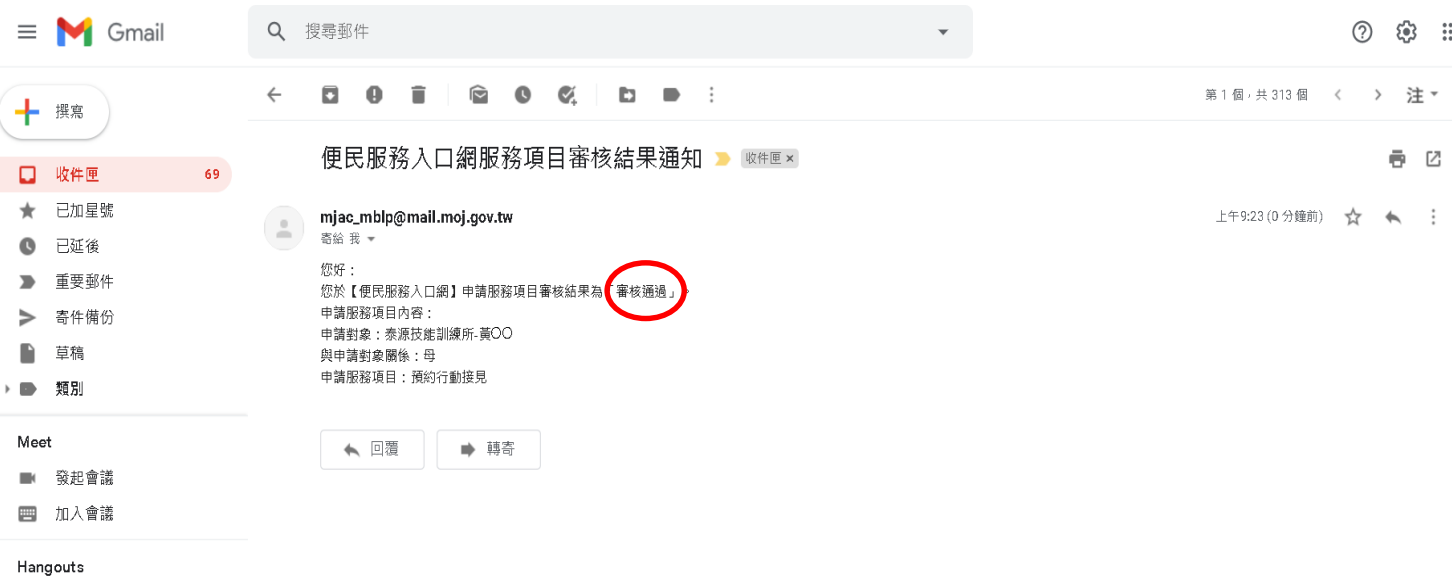 Gmail
搜尋郵件
撰寫
第 1 個，共 313 個
注
便民服務入口網服務項目審核結果通知
收件匣 ×
收件匣 69
已加星號
已延後
重要郵件
寄件備份
草稿
類別
mjac_mblp@mail.moj.gov.tw
上午9:23 (0 分鐘前)
寄給 我
您好：
您於【便民服務入口網】申請服務項目審核結果為「審核通過」。
申請服務項目內容：
申請對象：泰源技能訓練所-黃〇〇
與申請對象關係：母
申請服務項目：預約行動接見
回覆
轉寄
Meet
發起會議
加入會議
Hangouts